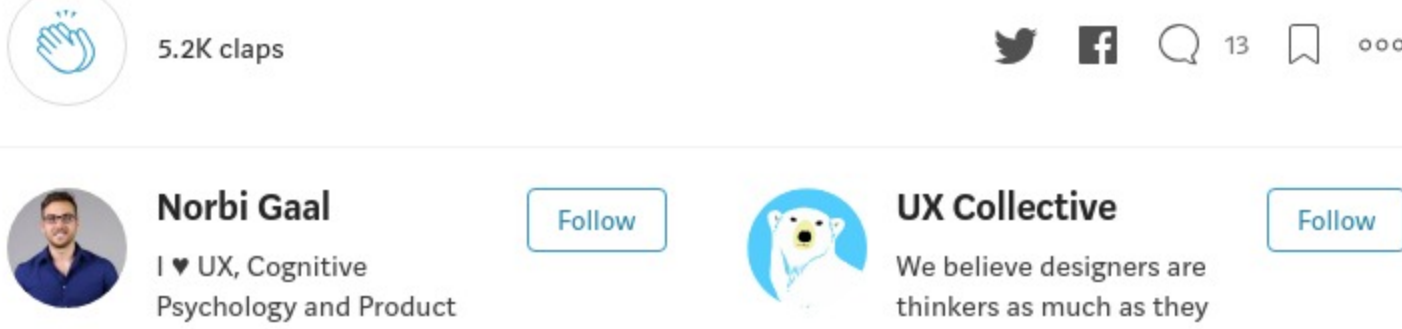 5.2K claps
13
Norbi Gaal
Follow
I ♥ UX, Cognitive
Psychology and Product
UX Collective
Follow
We believe designers are
thinkers as much as they